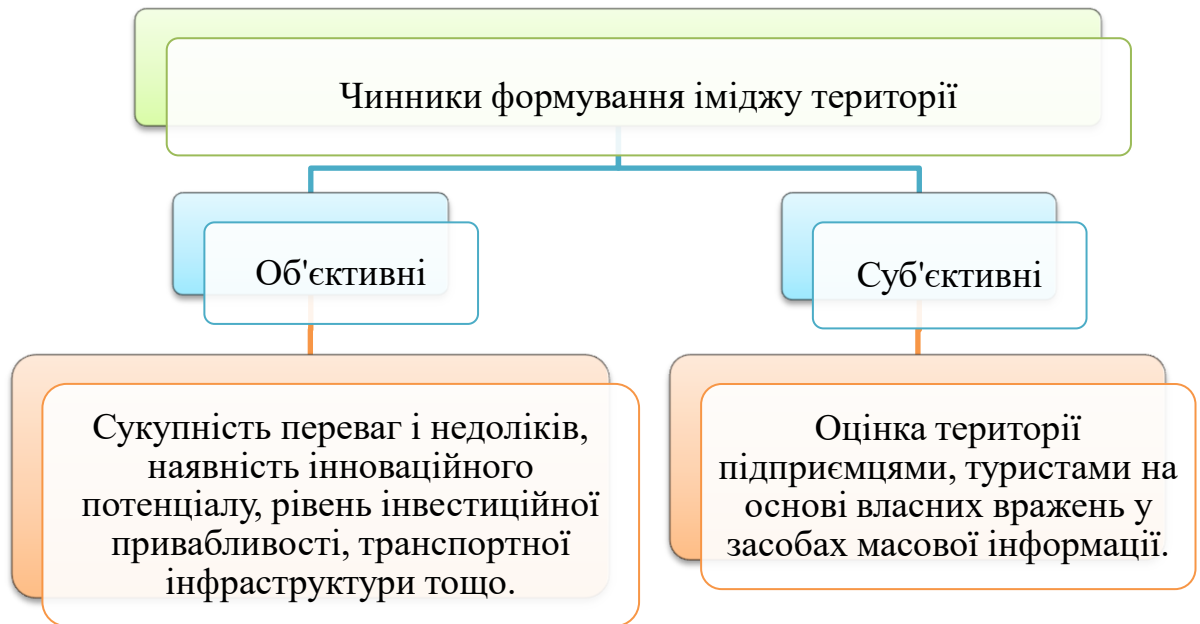 Чинники формування іміджу території
Об'єктивні
Суб'єктивні
Сукупність переваг і недоліків,
наявність інноваційного
потенціалу, рівень інвестиційної
привабливості, транспортної
інфраструктури тощо.
Оцінка території
підприємцями, туристами на
основі власних вражень у
засобах масової інформації.